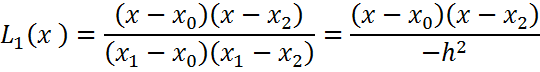 L₁(x ) = (x − x₀)(x − x₂) / (x₁ − x₀)(x₁ − x₂) = (x − x₀)(x − x₂) / −h²